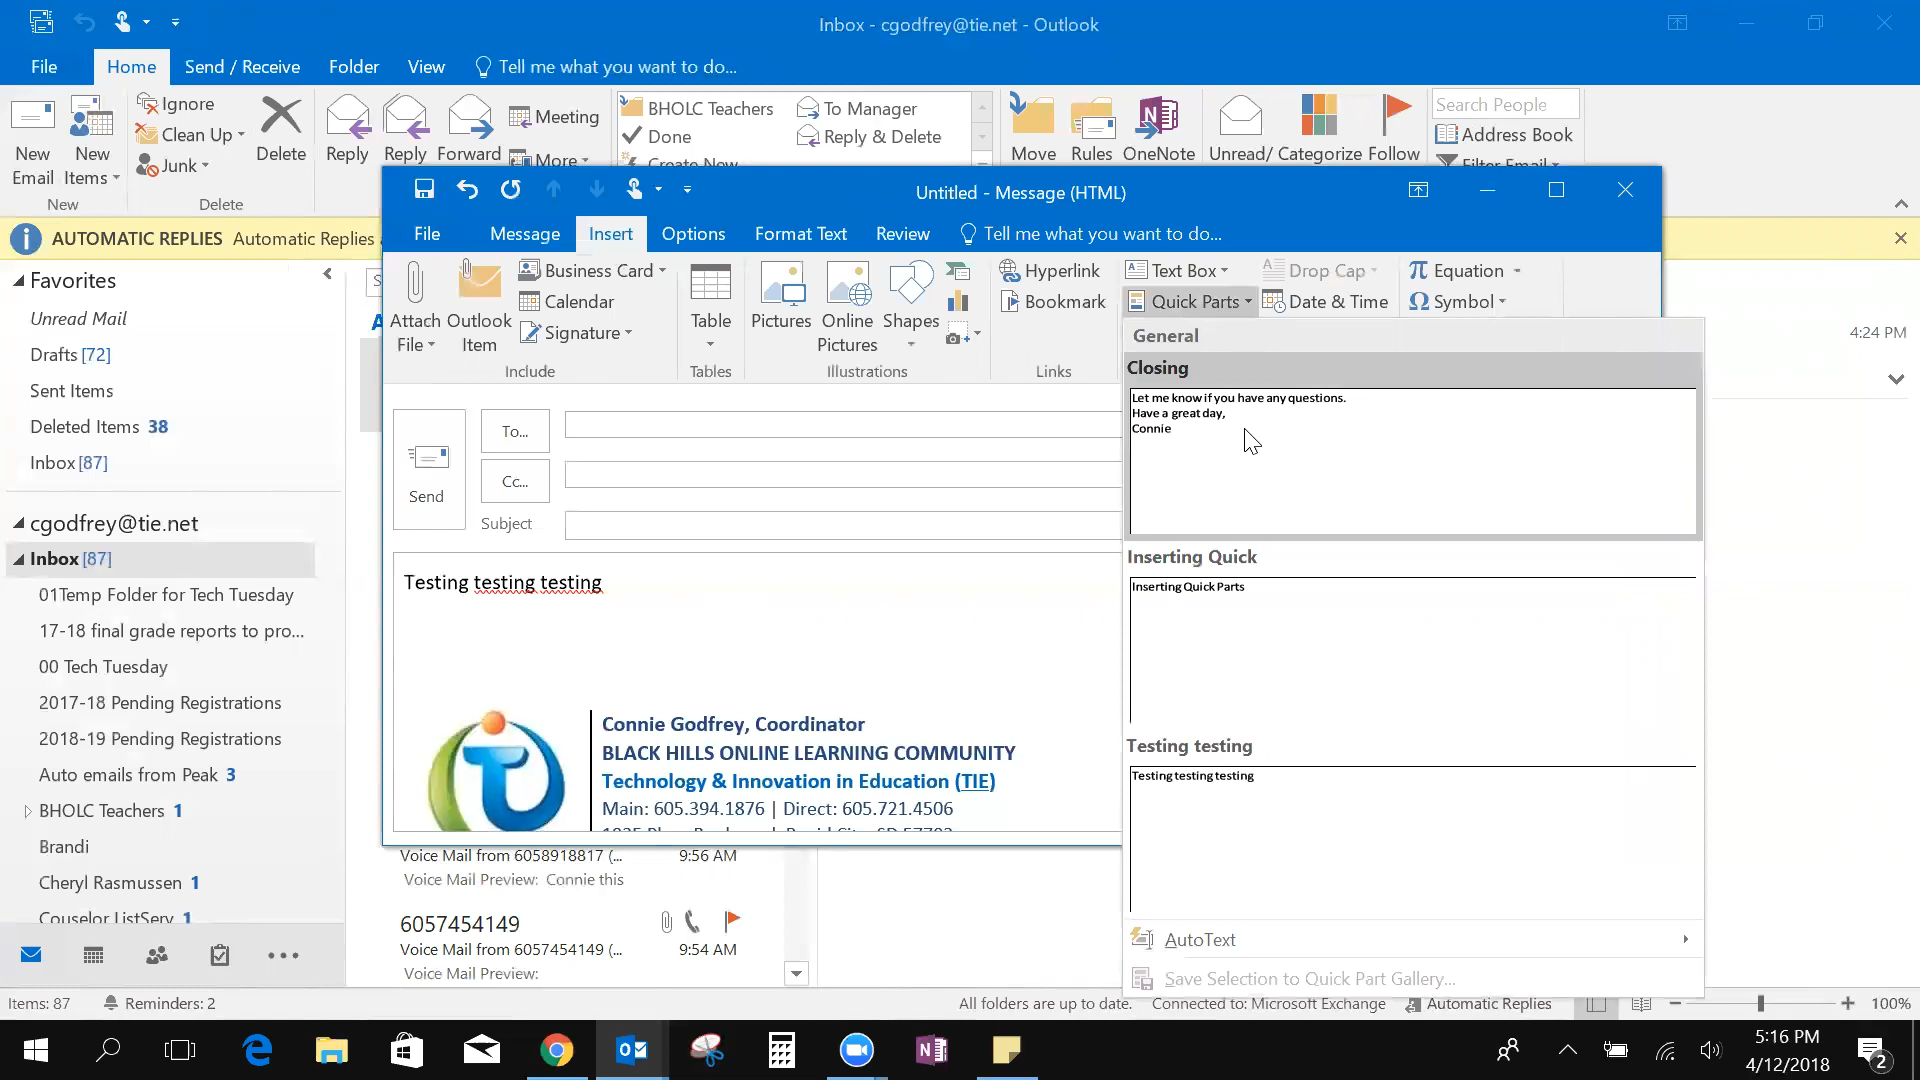 Inbox - cgodfrey@tie.net - Outlook
File Home Send / Receive Folder View Tell me what you want to do...
New Email
New Items
New
Ignore
Clean Up
Junk
Delete
Delete
Reply
Reply
Forward
Meeting
More
BHOLC Teachers
Done
Create New
To Manager
Reply & Delete
Move
Rules
OneNote
Unread/
Categorize
Follow
Search People
Address Book
Filter Email
AUTOMATIC REPLIES Automatic Replies
Favorites
Unread Mail
Drafts [72]
Sent Items
Deleted Items 38
Inbox [87]
cgodfrey@tie.net
Inbox [87]
01Temp Folder for Tech Tuesday
17-18 final grade reports to pro...
00 Tech Tuesday
2017-18 Pending Registrations
2018-19 Pending Registrations
Auto emails from Peak 3
BHOLC Teachers 1
Brandi
Cheryl Rasmussen 1
Couselor ListServ 1
Untitled - Message (HTML)
File Message Insert Options Format Text Review Tell me what you want to do...
Attach File
Outlook Item
Business Card
Calendar
Signature
Include
Table
Tables
Pictures
Online Pictures
Shapes
Illustrations
Hyperlink
Bookmark
Links
Text Box
Quick Parts
Drop Cap
Date & Time
Equation
Symbol
Send
To...
Cc...
Subject
Testing testing testing
Connie Godfrey, Coordinator
BLACK HILLS ONLINE LEARNING COMMUNITY
Technology & Innovation in Education (TIE)
Main: 605.394.1876 | Direct: 605.721.4506
General
Closing
Let me know if you have any questions.
Have a great day,
Connie
Inserting Quick
Inserting Quick Parts
Testing testing
Testing testing testing
AutoText
Save Selection to Quick Part Gallery...
4:24 PM
Voice Mail from 6058918817 (... 9:56 AM
Voice Mail Preview: Connie this
6057454149
Voice Mail from 6057454149 (... 9:54 AM
Voice Mail Preview:
Items: 87 Reminders: 2 All folders are up to date. Connected to: Microsoft Exchange Automatic Replies 100%
5:16 PM
4/12/2018
2